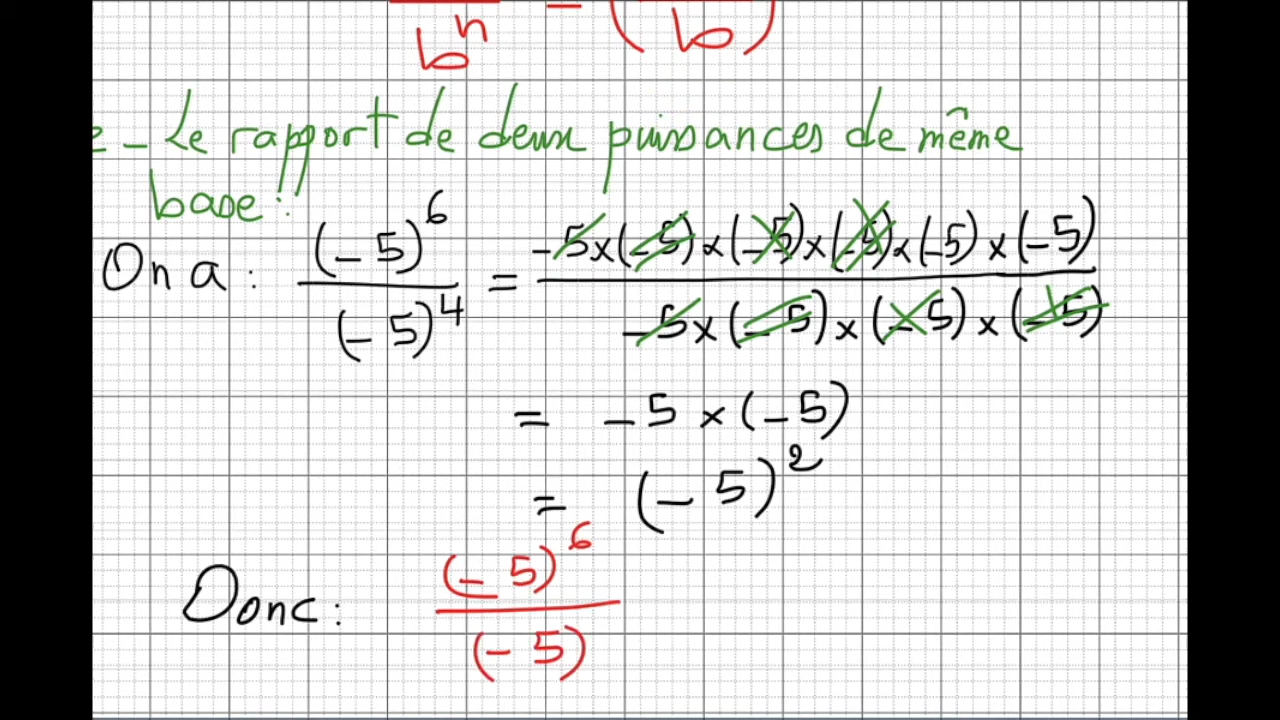 b^n = ( b )
2 - Le rapport de deux puissances de même
base :
On a : (-5)^6 / (-5)^4 = -5 × (-5) × (-5) × (-5) × (-5) × (-5) / -5 × (-5) × (-5) × (-5)
= -5 × (-5)
= (-5)^2
Donc : (-5)^6 / (-5)